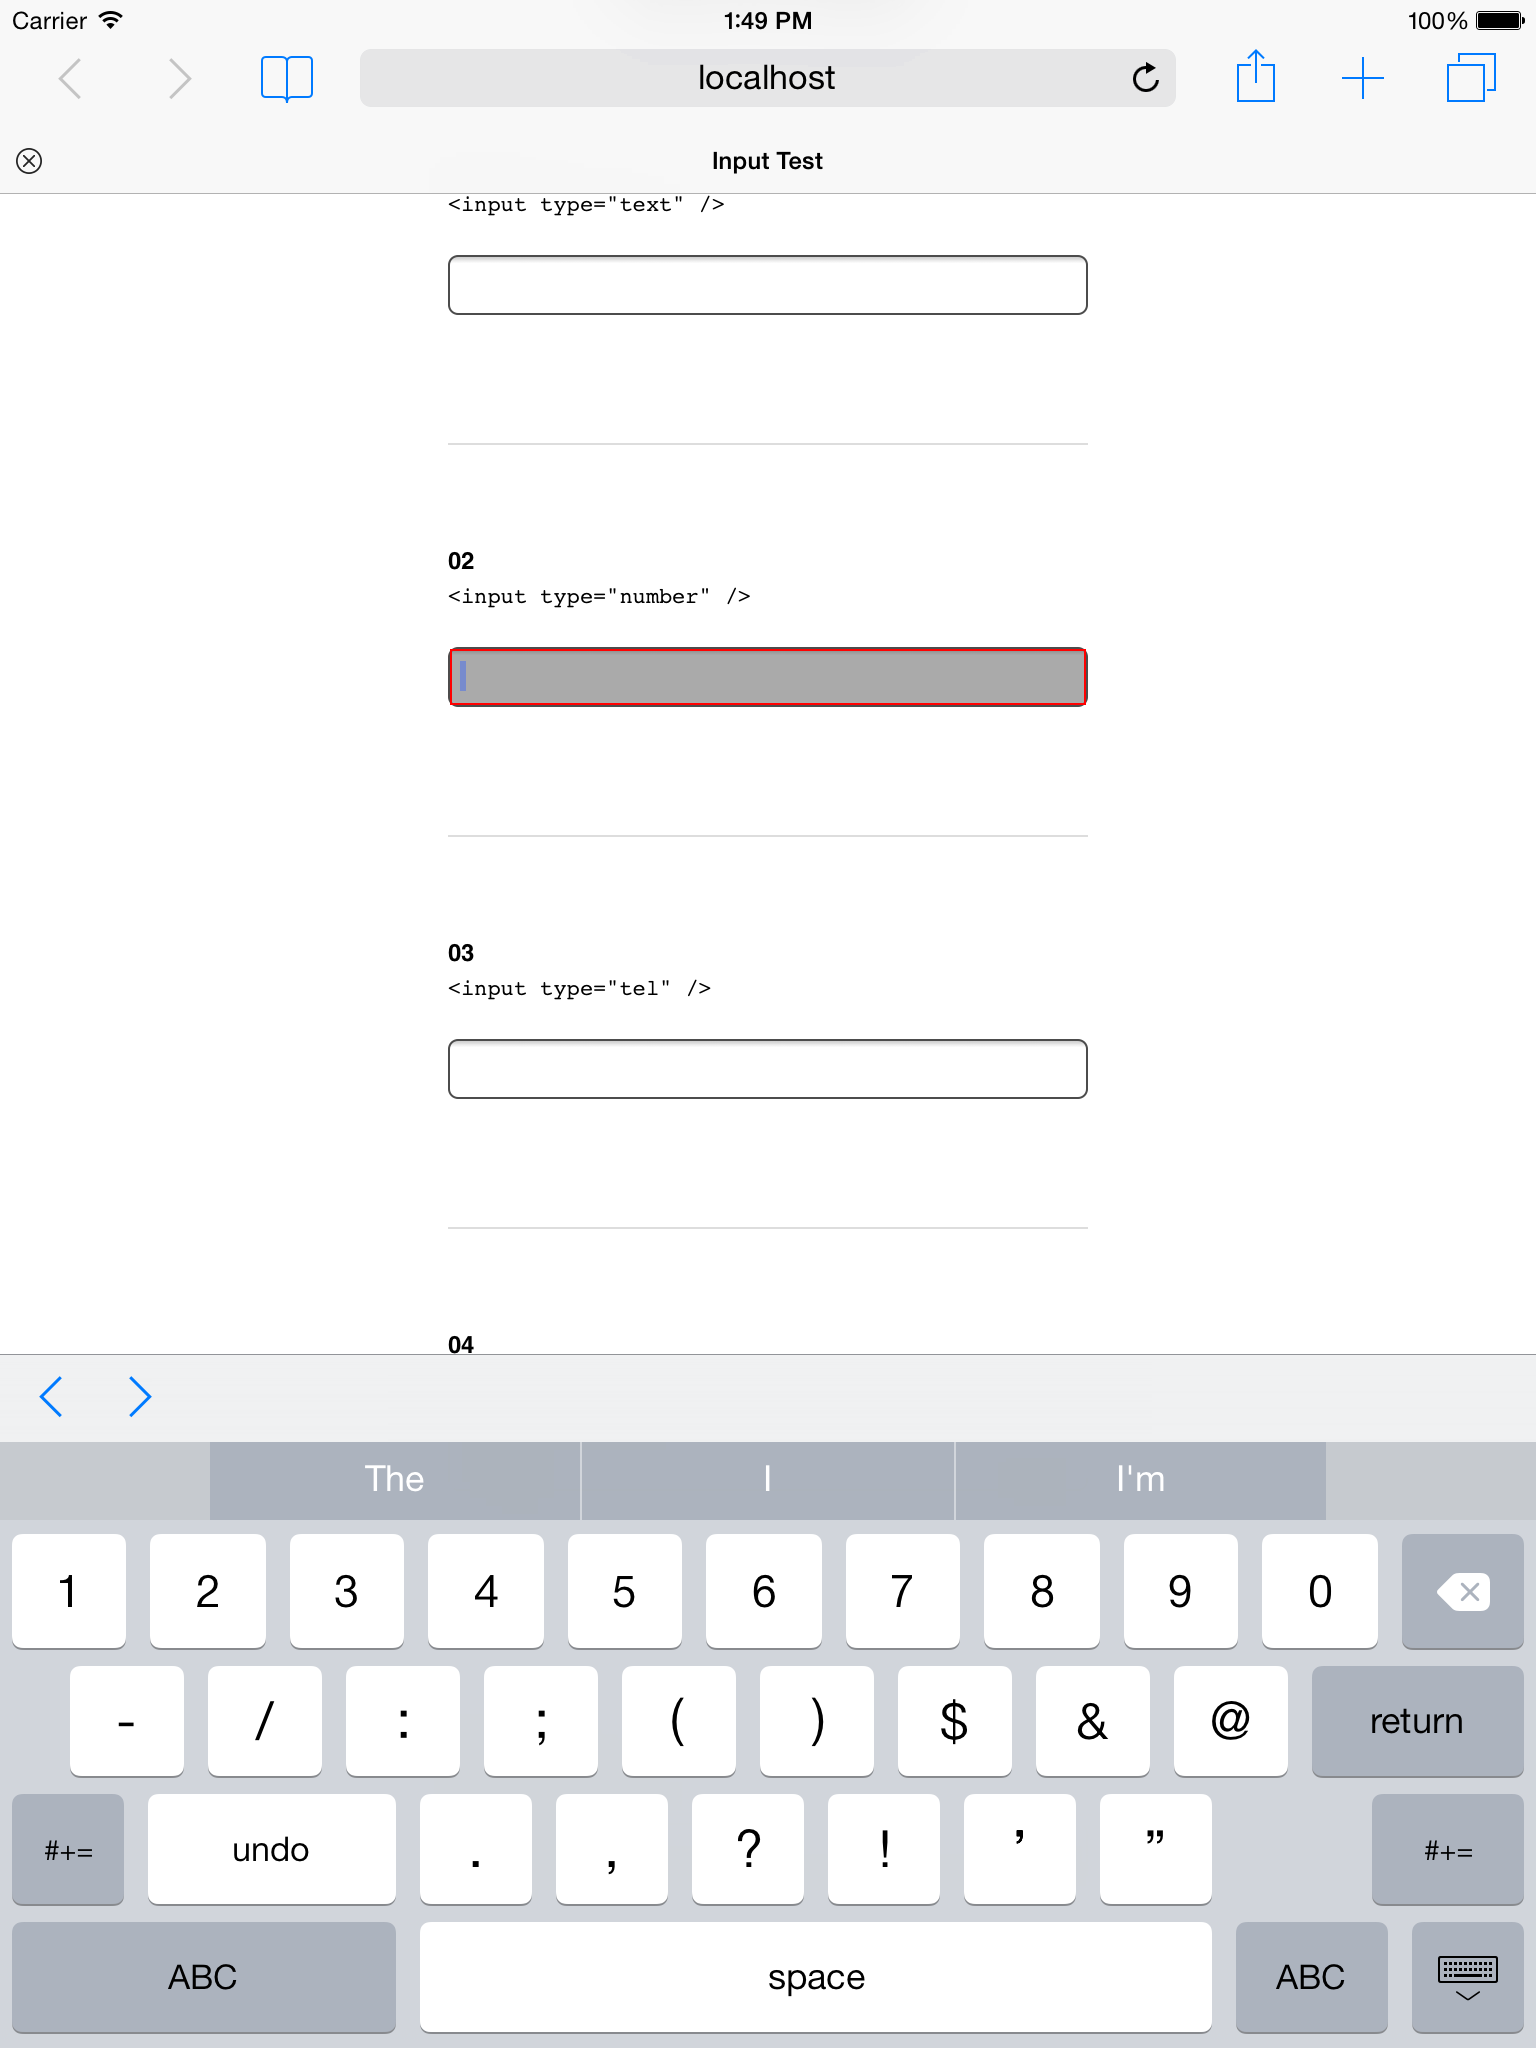 Carrier 1:49 PM 100%
localhost
Input Test
<input type="text" />
02
<input type="number" />
03
<input type="tel" />
04
The I I'm
1 2 3 4 5 6 7 8 9 0
- / : ; ( ) $ & @ return
#+= undo . , ? ! ’ ” #+=
ABC space ABC